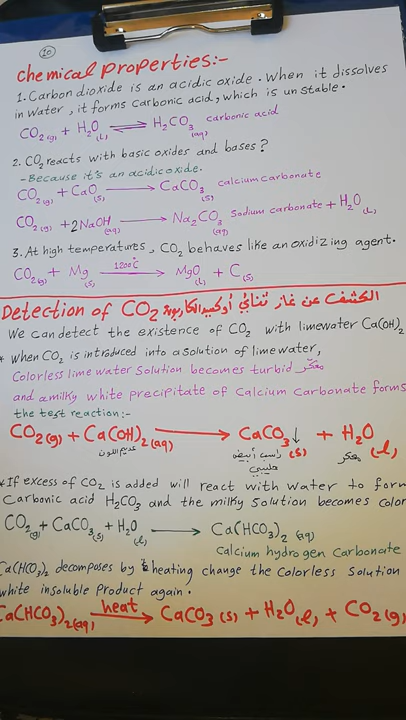 20
Chemical Properties:-
1. Carbon dioxide is an acidic oxide. When it dissolves
in water, it forms carbonic acid, which is unstable.
CO2(g) + H2O(L) ⇌ H2CO3(aq) carbonic acid
2. CO2 reacts with basic oxides and bases?
- Because it's an acidic oxide.
CO2(g) + CaO(S) → CaCO3(S) calcium carbonate
CO2(g) + 2NaOH(aq) → Na2CO3(aq) Sodium carbonate + H2O(L)
3. At high temperatures, CO2 behaves like an oxidizing agent.
CO2(g) + Mg(S) 1200°C → MgO(L) + C(S)
Detection of CO2 الكشف عن غاز ثنائي أوكسيد الكاربون
We can detect the existence of CO2 with limewater Ca(OH)2
* When CO2 is introduced into a solution of limewater,
Colorless lime water Solution becomes turbid معكّر
and a milky white precipitate of Calcium Carbonate forms
the test reaction:-
CO2(g) + Ca(OH)2(aq) → CaCO3↓(S) + H2O(l)
عديم اللون راسب أبيض حليبي معكر
* If excess of CO2 is added will react with water to form
Carbonic acid H2CO3 and the milky Solution becomes color
CO2(g) + CaCO3(S) + H2O(l) → Ca(HCO3)2 (aq)
Calcium hydrogen Carbonate
Ca(HCO3)2 decomposes by heating change the Colorless Solution
white insoluble product again.
Ca(HCO3)2(aq) heat → CaCO3(S) + H2O(l) + CO2(g)